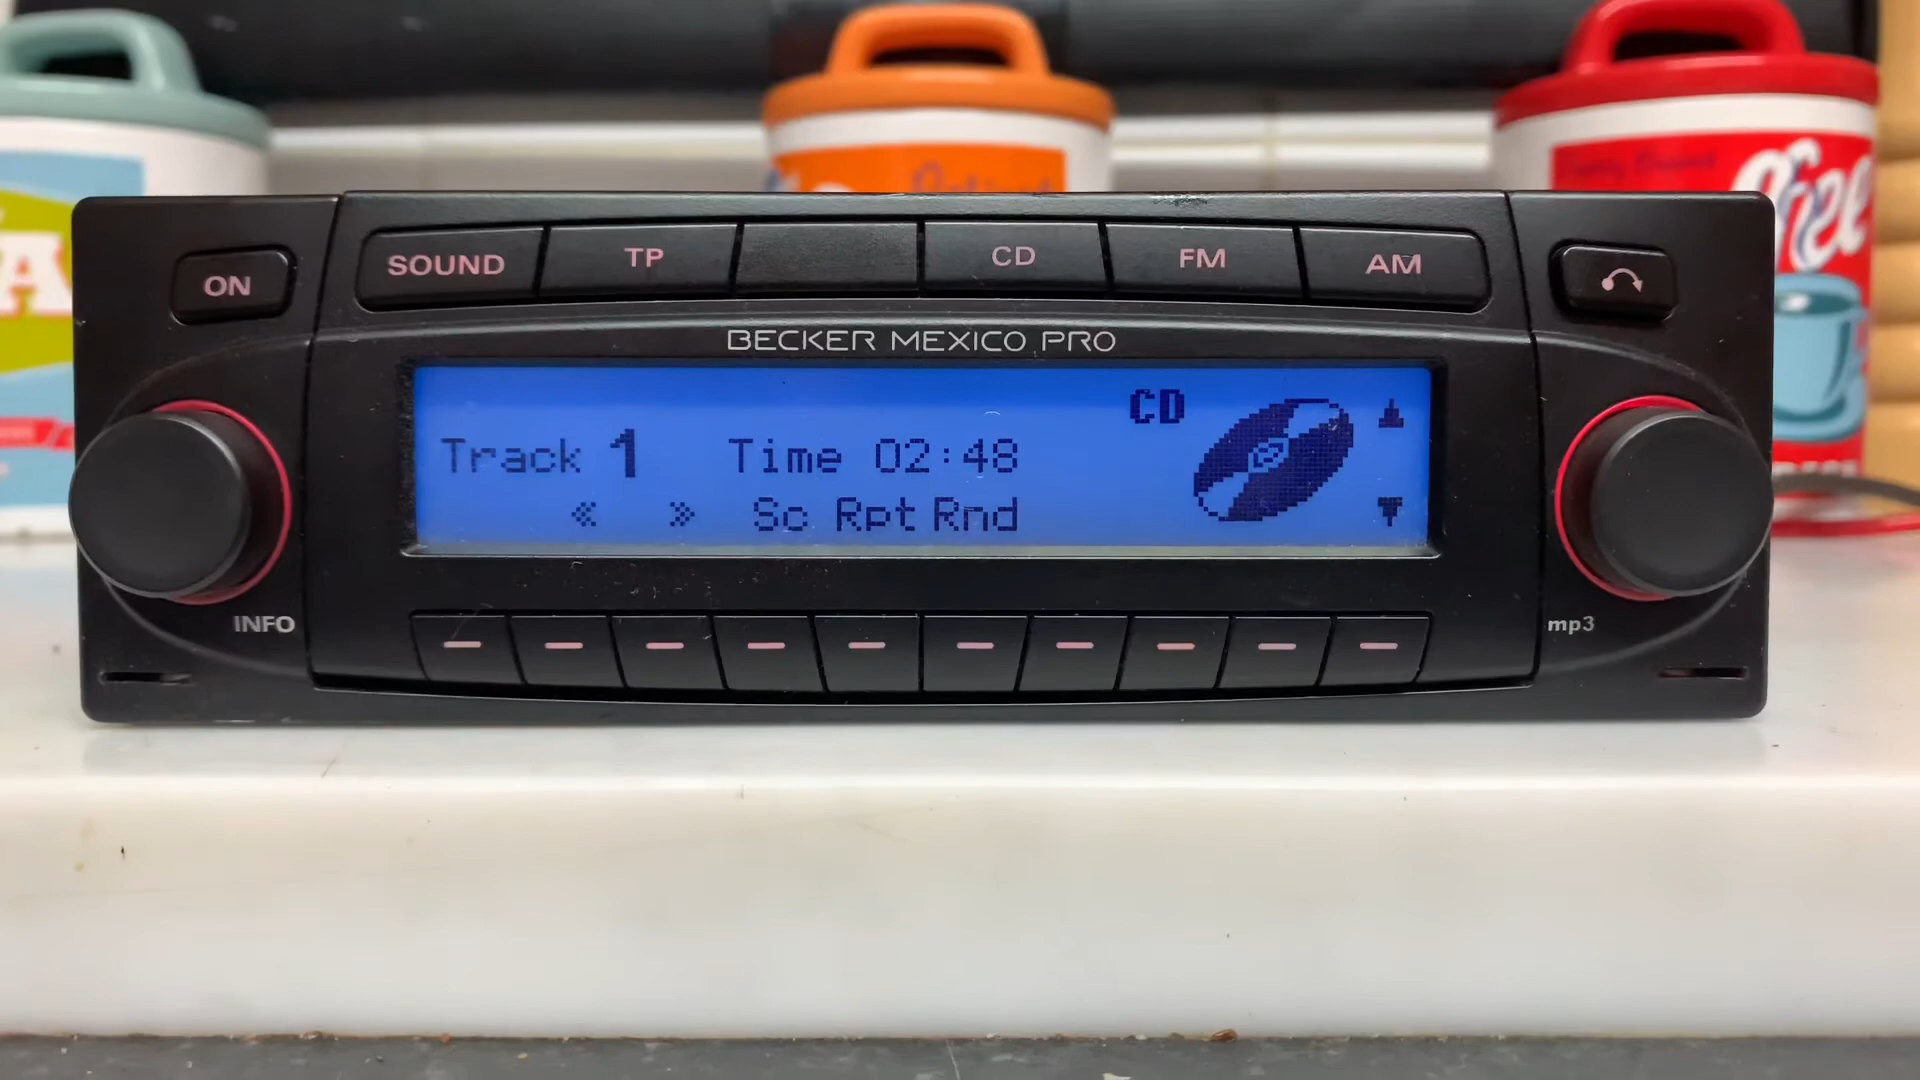 ON
SOUND TP CD FM AM
BECKER MEXICO PRO
CD
Track 1 Time 02:48
« » Sc Rpt Rnd
INFO
mp3